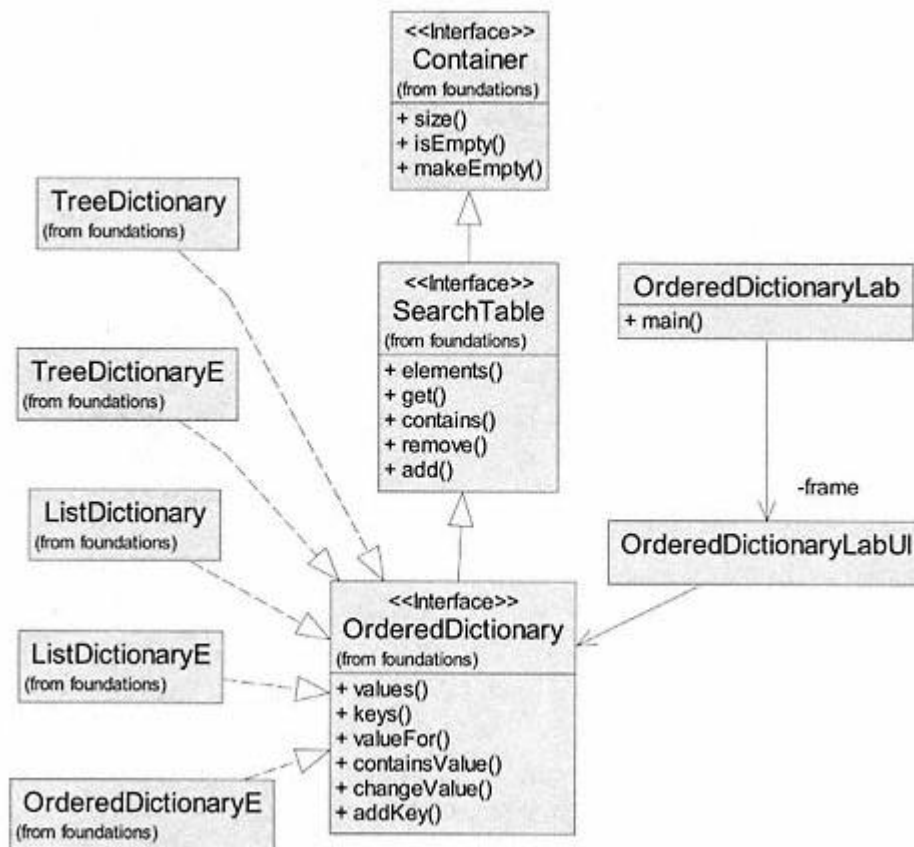 <<Interface>>
Container
(from foundations)
+ size()
+ isEmpty()
+ makeEmpty()
TreeDictionary
(from foundations)
<<Interface>>
SearchTable
(from foundations)
+ elements()
+ get()
+ contains()
+ remove()
+ add()
OrderedDictionaryLab
+ main()
TreeDictionaryE
(from foundations)
-frame
ListDictionary
(from foundations)
OrderedDictionaryLabUI
<<Interface>>
OrderedDictionary
(from foundations)
+ values()
+ keys()
+ valueFor()
+ containsValue()
+ changeValue()
+ addKey()
ListDictionaryE
(from foundations)
OrderedDictionaryE
(from foundations)